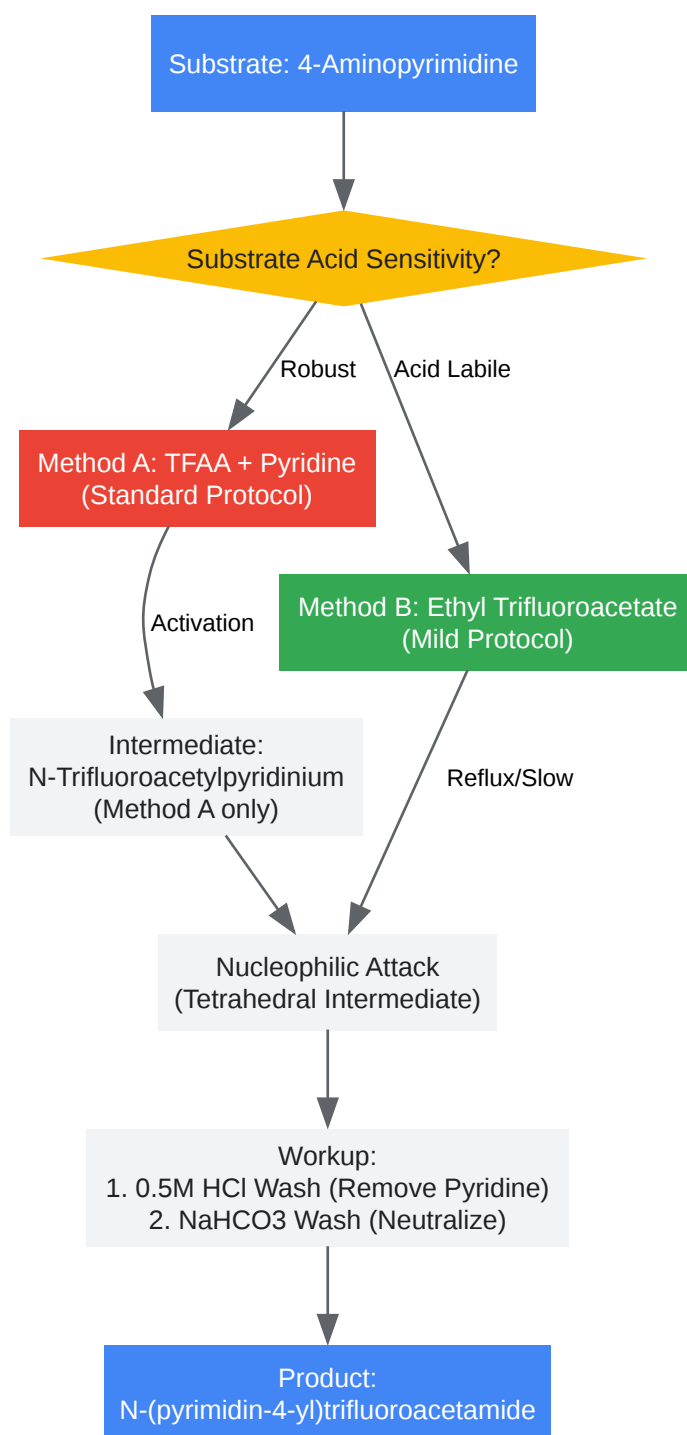 Substrate: 4-Aminopyrimidine
Substrate Acid Sensitivity?
Robust
Acid Labile
Method A: TFAA + Pyridine
(Standard Protocol)
Method B: Ethyl Trifluoroacetate
(Mild Protocol)
Activation
Intermediate:
N-Trifluoroacetylpyridinium
(Method A only)
Reflux/Slow
Nucleophilic Attack
(Tetrahedral Intermediate)
Workup:
1. 0.5M HCl Wash (Remove Pyridine)
2. NaHCO3 Wash (Neutralize)
Product:
N-(pyrimidin-4-yl)trifluoroacetamide